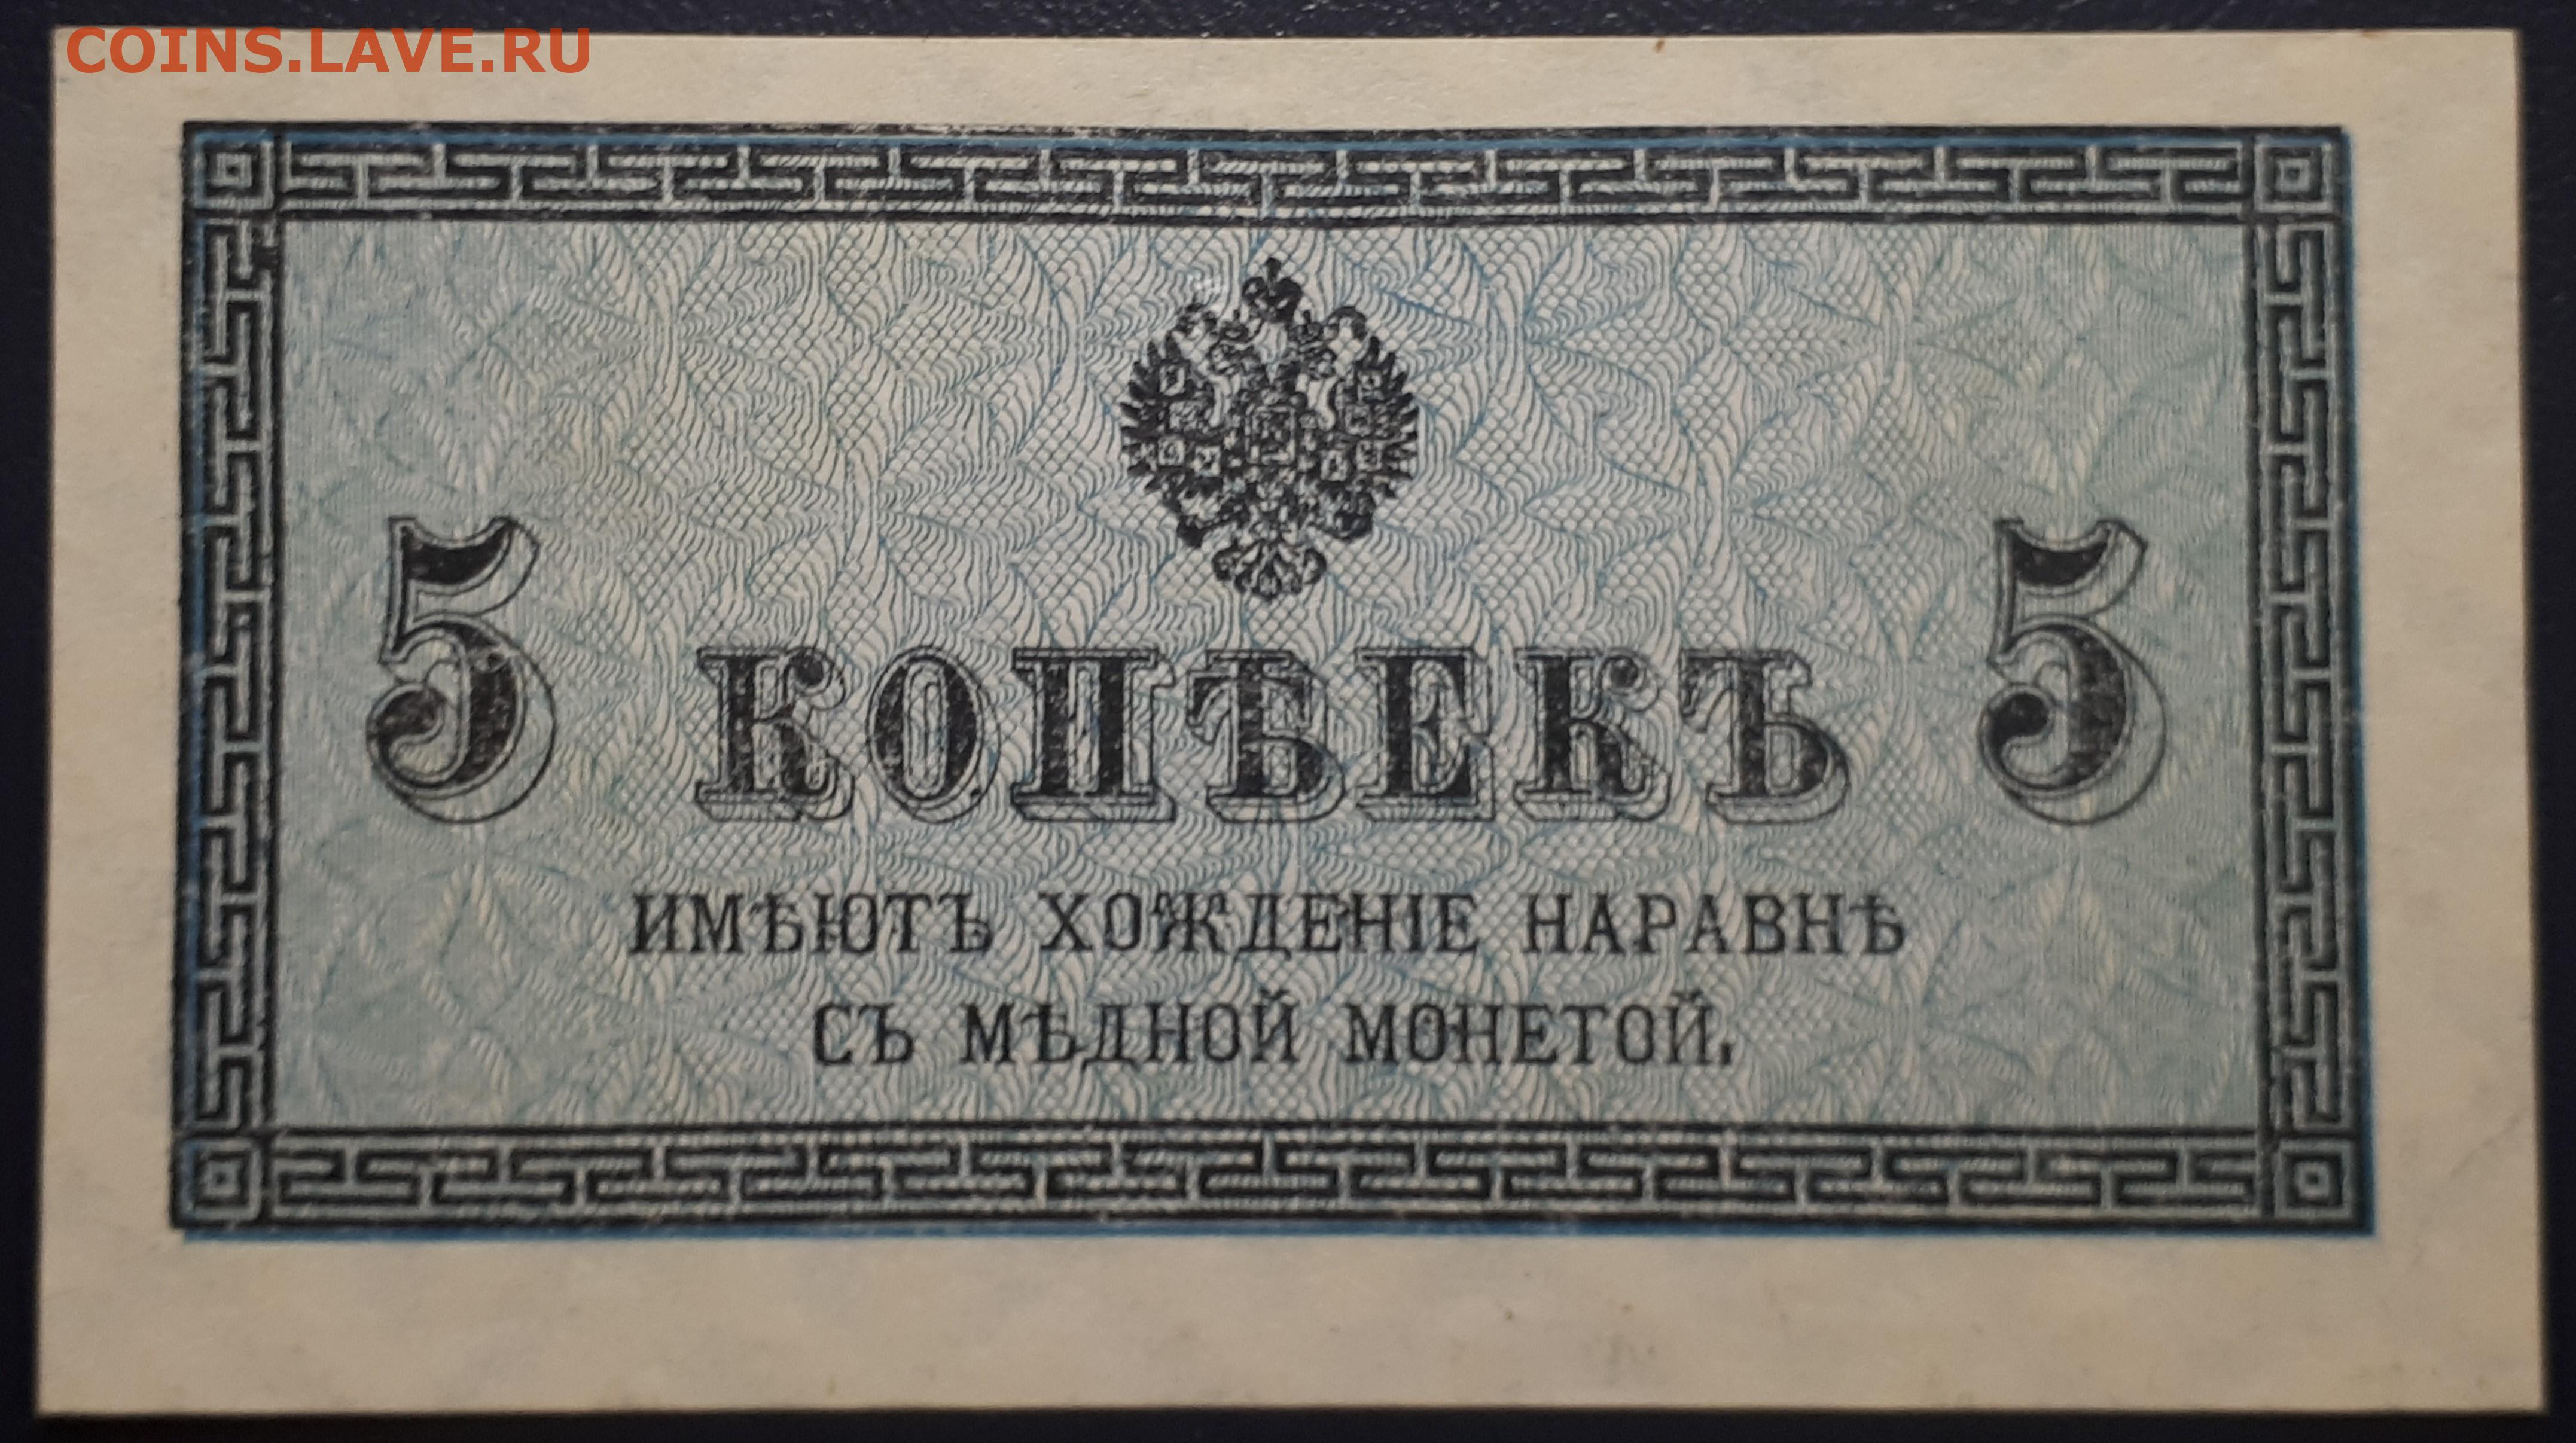 COINS.LAVE.RU
5 КОПѢЕКЪ 5
ИМѢЮТЪ ХОЖДЕНІЕ НАРАВНѢ
СЪ МѢДНОЙ МОНЕТОЙ.